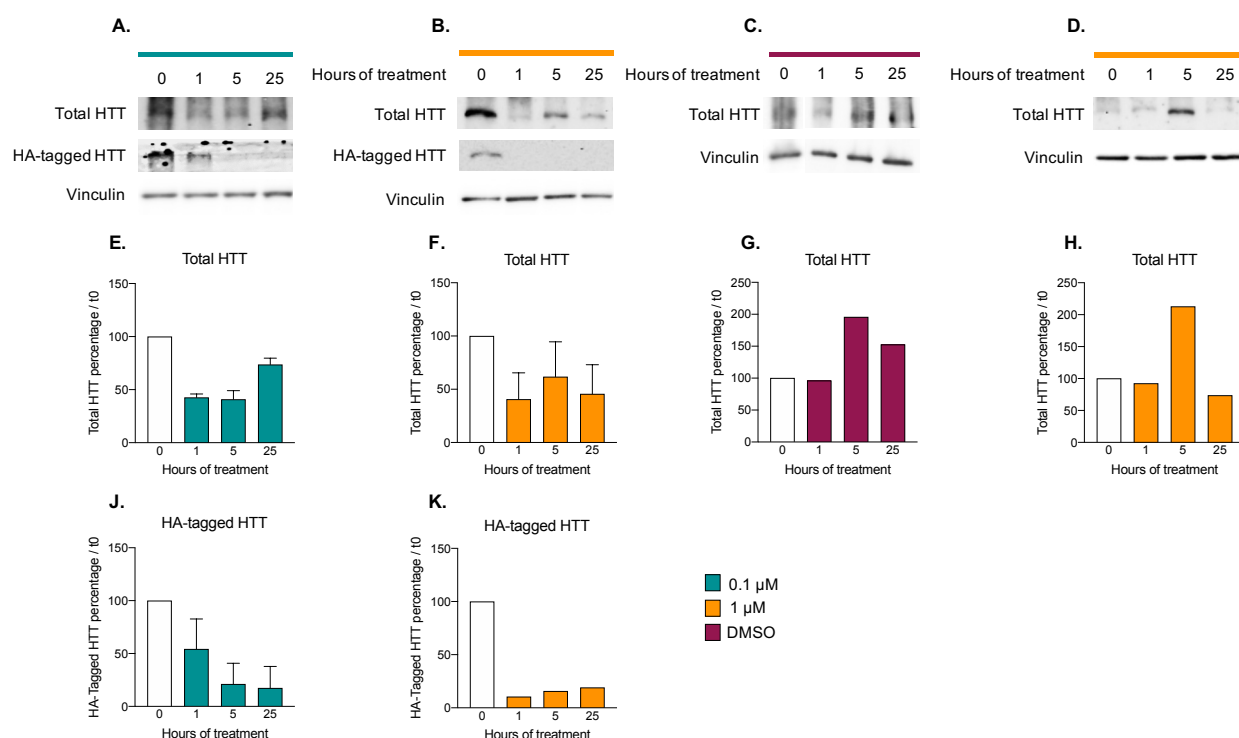 A.
B.
C.
D.
0 1 5 25
Hours of treatment 0 1 5 25
Hours of treatment 0 1 5 25
Hours of treatment 0 1 5 25
Total HTT
Total HTT
Total HTT
Total HTT
HA-tagged HTT
HA-tagged HTT
Vinculin
Vinculin
Vinculin
Vinculin
E.
Total HTT
Total HTT percentage / t0
150
100
50
0
0 1 5 25
Hours of treatment
F.
Total HTT
Total HTT percentage / t0
150
100
50
0
0 1 5 25
Hours of treatment
G.
Total HTT
Total HTT percentage / t0
250
200
150
100
50
0
0 1 5 25
Hours of treatment
H.
Total HTT
Total HTT percentage / t0
250
200
150
100
50
0
0 1 5 25
Hours of treatment
J.
HA-tagged HTT
HA-Tagged HTT percentage / t0
150
100
50
0
0 1 5 25
Hours of treatment
K.
HA-tagged HTT
HA-Tagged HTT percentage / t0
150
100
50
0
0 1 5 25
Hours of treatment
0.1 µM
1 µM
DMSO